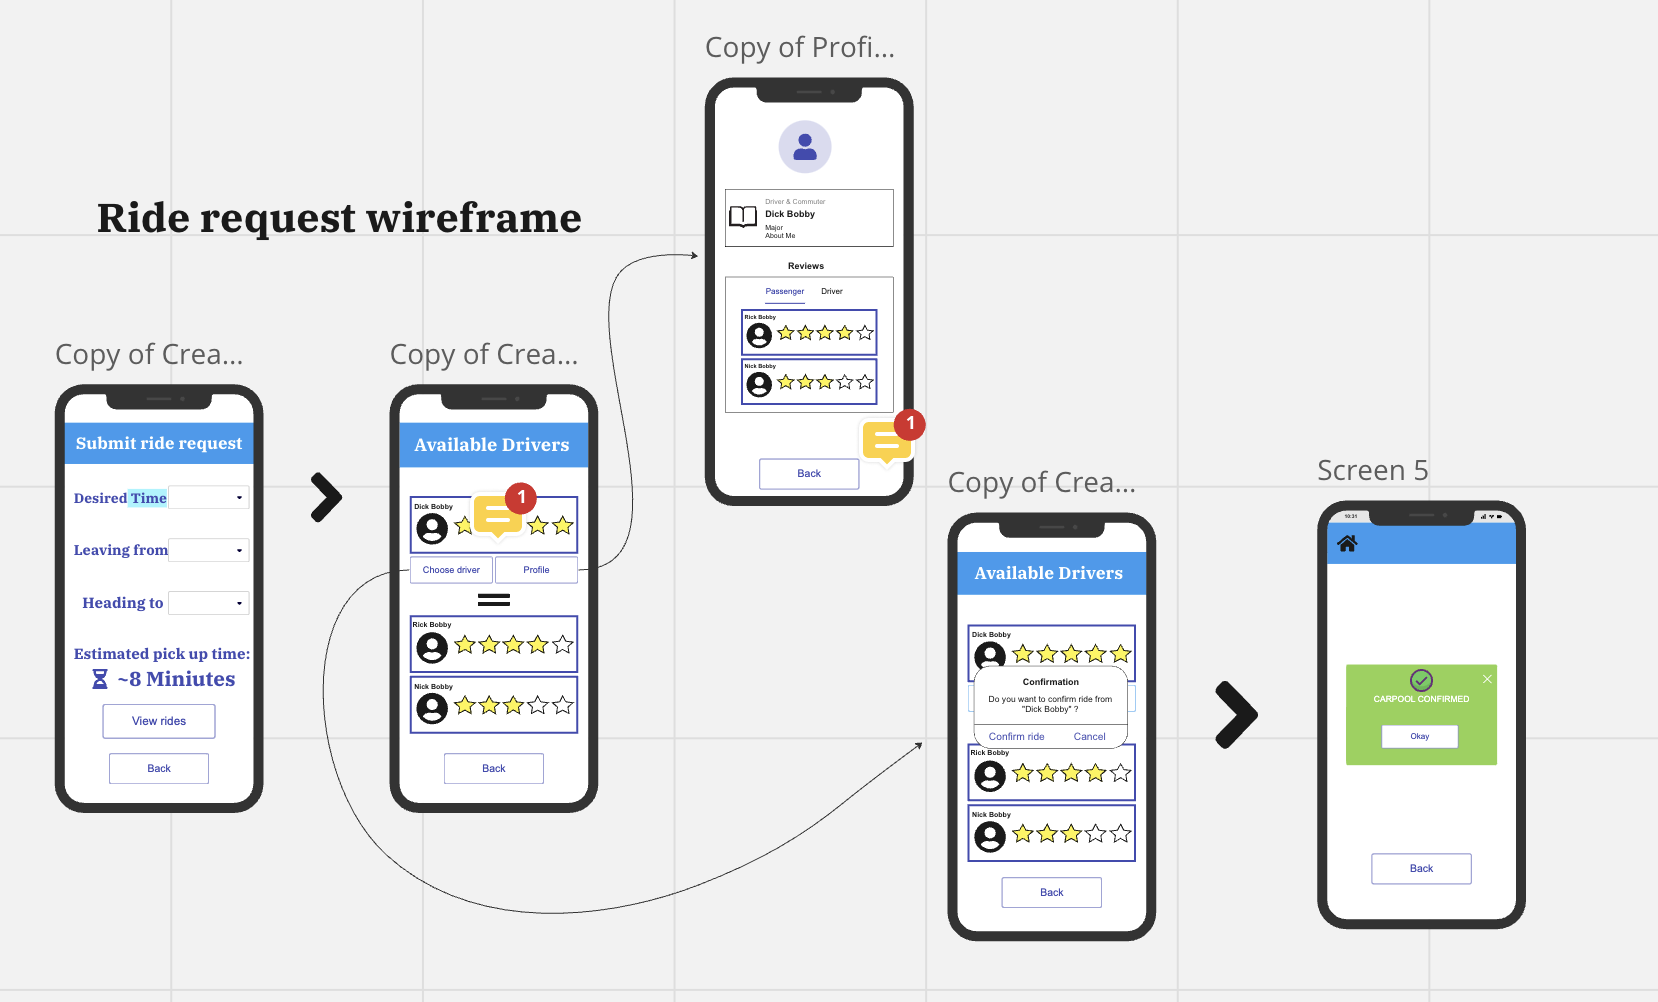 Ride request wireframe
Copy of Crea...
Submit ride request
Desired Time
Leaving from
Heading to
Estimated pick up time:
~8 Miniutes
View rides
Back
Copy of Crea...
Available Drivers
Dick Bobby
1
Choose driver
Profile
Rick Bobby
Nick Bobby
Back
Copy of Profi...
Driver & Commuter
Dick Bobby
Major
About Me
Reviews
Passenger Driver
Rick Bobby
Nick Bobby
1
Back
Copy of Crea...
Available Drivers
Dick Bobby
Confirmation
Do you want to confirm ride from
"Dick Bobby" ?
Confirm ride Cancel
Rick Bobby
Nick Bobby
Back
Screen 5
10:31
CARPOOL CONFIRMED
Okay
Back